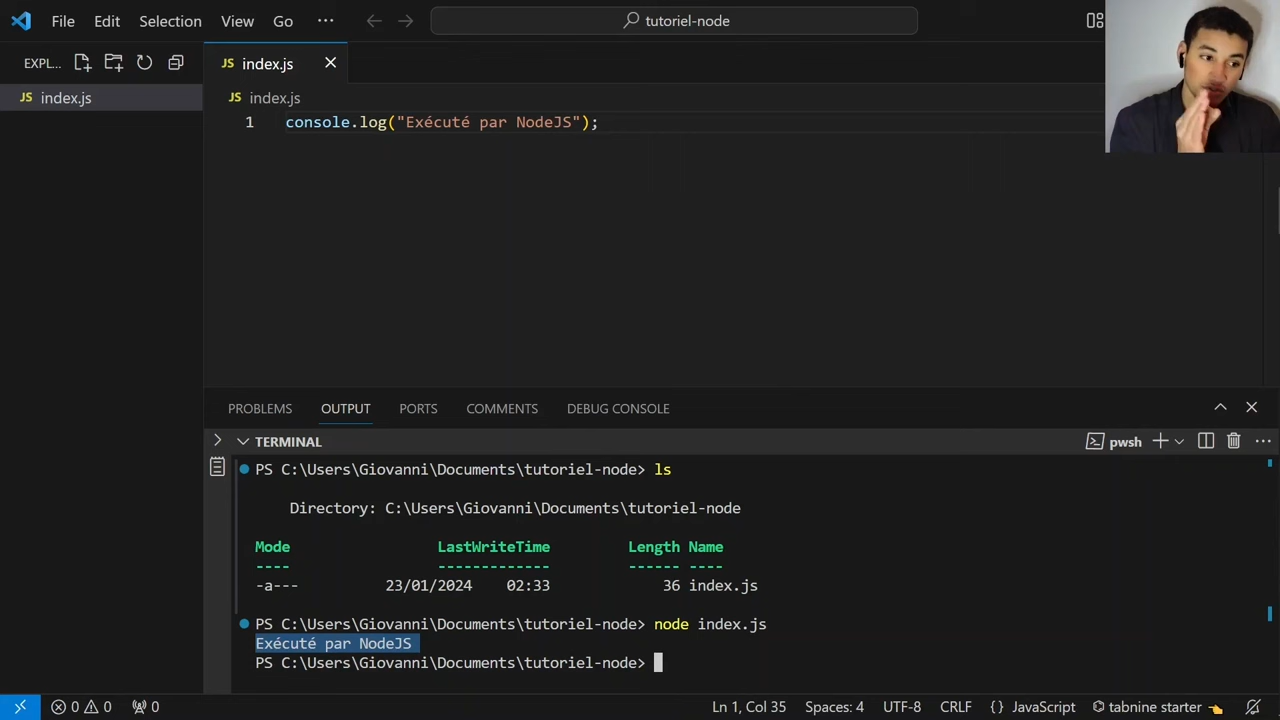 File Edit Selection View Go ··· tutoriel-node
EXPL... JS index.js
JS index.js
JS index.js
1 console.log("Exécuté par NodeJS");
PROBLEMS OUTPUT PORTS COMMENTS DEBUG CONSOLE
TERMINAL pwsh
PS C:\Users\Giovanni\Documents\tutoriel-node> ls
Directory: C:\Users\Giovanni\Documents\tutoriel-node
Mode LastWriteTime Length Name
---- ------------- ------ ----
-a--- 23/01/2024 02:33 36 index.js
PS C:\Users\Giovanni\Documents\tutoriel-node> node index.js
Exécuté par NodeJS
PS C:\Users\Giovanni\Documents\tutoriel-node>
0 0 0 Ln 1, Col 35 Spaces: 4 UTF-8 CRLF {} JavaScript tabnine starter